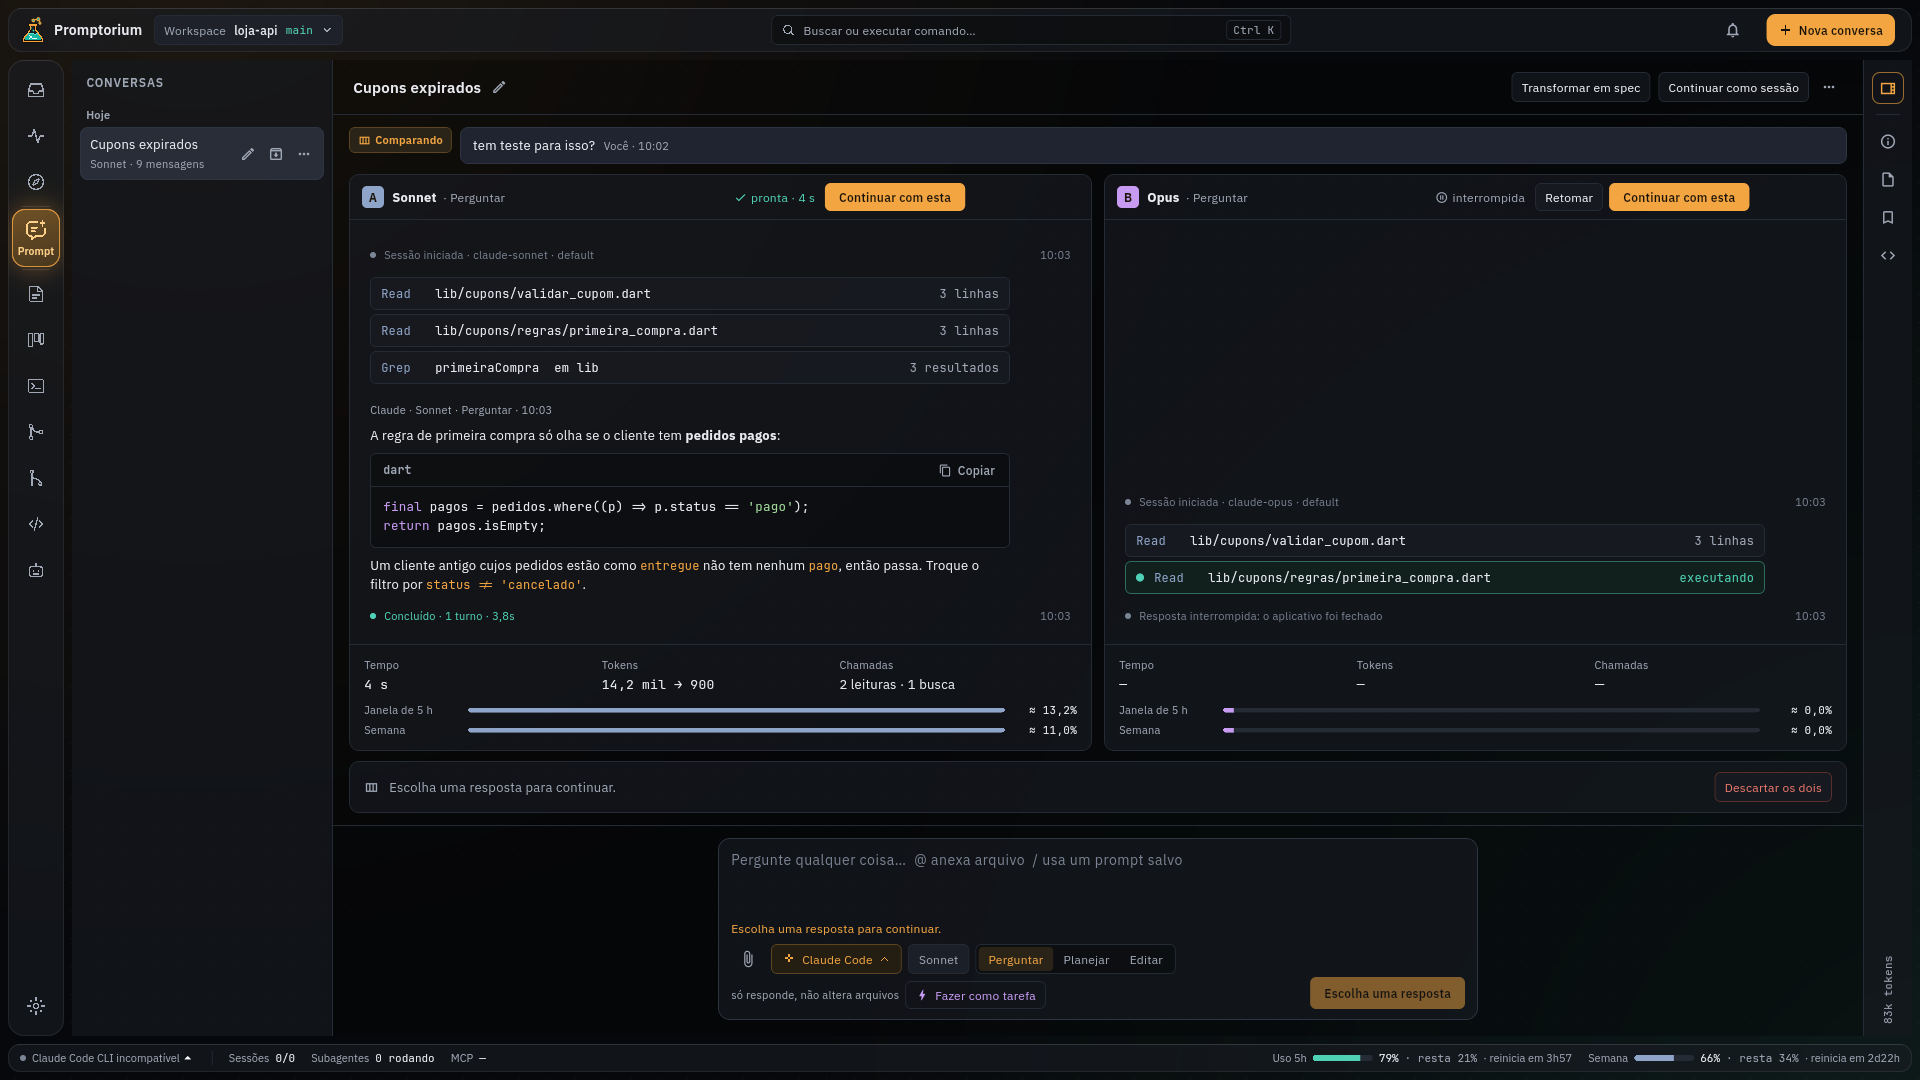 Promptorium
Workspace loja-api main
Buscar ou executar comando...
Ctrl K
Nova conversa
CONVERSAS
Hoje
Cupons expirados
Sonnet · 9 mensagens
Prompt
Cupons expirados
Transformar em spec
Continuar como sessão
Comparando
tem teste para isso? Você · 10:02
A Sonnet · Perguntar
pronta · 4 s
Continuar com esta
Sessão iniciada · claude-sonnet · default 10:03
Read lib/cupons/validar_cupom.dart 3 linhas
Read lib/cupons/regras/primeira_compra.dart 3 linhas
Grep primeiraCompra em lib 3 resultados
Claude · Sonnet · Perguntar · 10:03
A regra de primeira compra só olha se o cliente tem pedidos pagos:
dart
Copiar
final pagos = pedidos.where((p) => p.status == 'pago');
return pagos.isEmpty;
Um cliente antigo cujos pedidos estão como entregue não tem nenhum pago, então passa. Troque o
filtro por status != 'cancelado'.
Concluído · 1 turno · 3,8s 10:03
Tempo Tokens Chamadas
4 s 14,2 mil → 900 2 leituras · 1 busca
Janela de 5 h ≈ 13,2%
Semana ≈ 11,0%
B Opus · Perguntar
interrompida
Retomar
Continuar com esta
Sessão iniciada · claude-opus · default 10:03
Read lib/cupons/validar_cupom.dart 3 linhas
Read lib/cupons/regras/primeira_compra.dart executando
Resposta interrompida: o aplicativo foi fechado 10:03
Tempo Tokens Chamadas
— — —
Janela de 5 h ≈ 0,0%
Semana ≈ 0,0%
Escolha uma resposta para continuar.
Descartar os dois
Pergunte qualquer coisa... @ anexa arquivo / usa um prompt salvo
Escolha uma resposta para continuar.
Claude Code
Sonnet
Perguntar
Planejar
Editar
só responde, não altera arquivos
Fazer como tarefa
Escolha uma resposta
83k tokens
Claude Code CLI incompatível
Sessões 0/0
Subagentes 0 rodando
MCP —
Uso 5h 79% · resta 21% · reinicia em 3h57
Semana 66% · resta 34% · reinicia em 2d22h